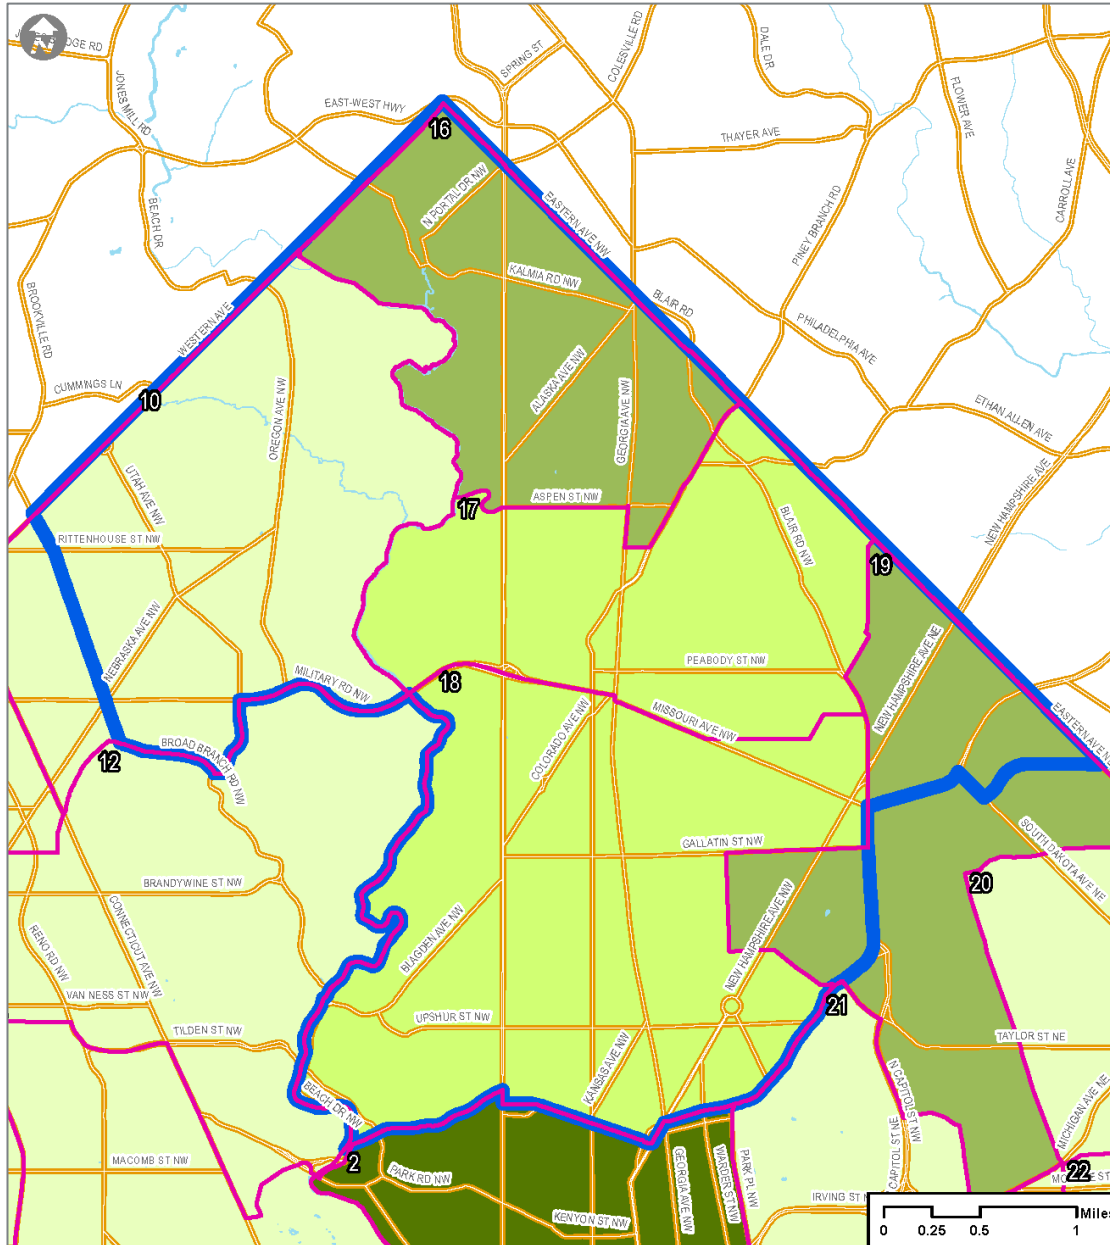 N
SPRING ST
COLESVILLE RD
DALE DR
JONES MILL RD
EAST-WEST HWY
FLOWER AVE
THAYER AVE
16
N PORTAL DR NW
EASTERN AVE NW
PINEY BRANCH RD
CARROLL AVE
BEACH DR
BROOKVILLE RD
WESTERN AVE
KALMIA RD NW
BLAIR RD
PHILADELPHIA AVE
CUMMINGS LN
10
OREGON AVE NW
ALASKA AVE NW
GEORGIA AVE NW
ETHAN ALLEN AVE
UTAH AVE NW
ASPEN ST NW
17
NEW HAMPSHIRE AVE
RITTENHOUSE ST NW
BLAIR RD NW
19
NEBRASKA AVE NW
MILITARY RD NW
18
PEABODY ST NW
NEW HAMPSHIRE AVE NE
MISSOURI AVE NW
EASTERN AVE NE
COLORADO AVE NW
BROAD BRANCH RD NW
12
SOUTH DAKOTA AVE NE
GALLATIN ST NW
BRANDYWINE ST NW
20
CONNECTICUT AVE NW
RENO RD NW
BLAGDEN AVE NW
NEW HAMPSHIRE AVE NW
VAN NESS ST NW
21
UPSHUR ST NW
TILDEN ST NW
TAYLOR ST NE
KANSAS AVE NW
N CAPITOL ST NW
BEACH DR NW
MICHIGAN AVE NE
CAPITOL ST NE
MACOMB ST NW
2
PARK RD NW
GEORGIA AVE NW
WARDER ST NW
PARK PL NW
22
KENYON ST NW
IRVING ST
Miles
0 0.25 0.5 1